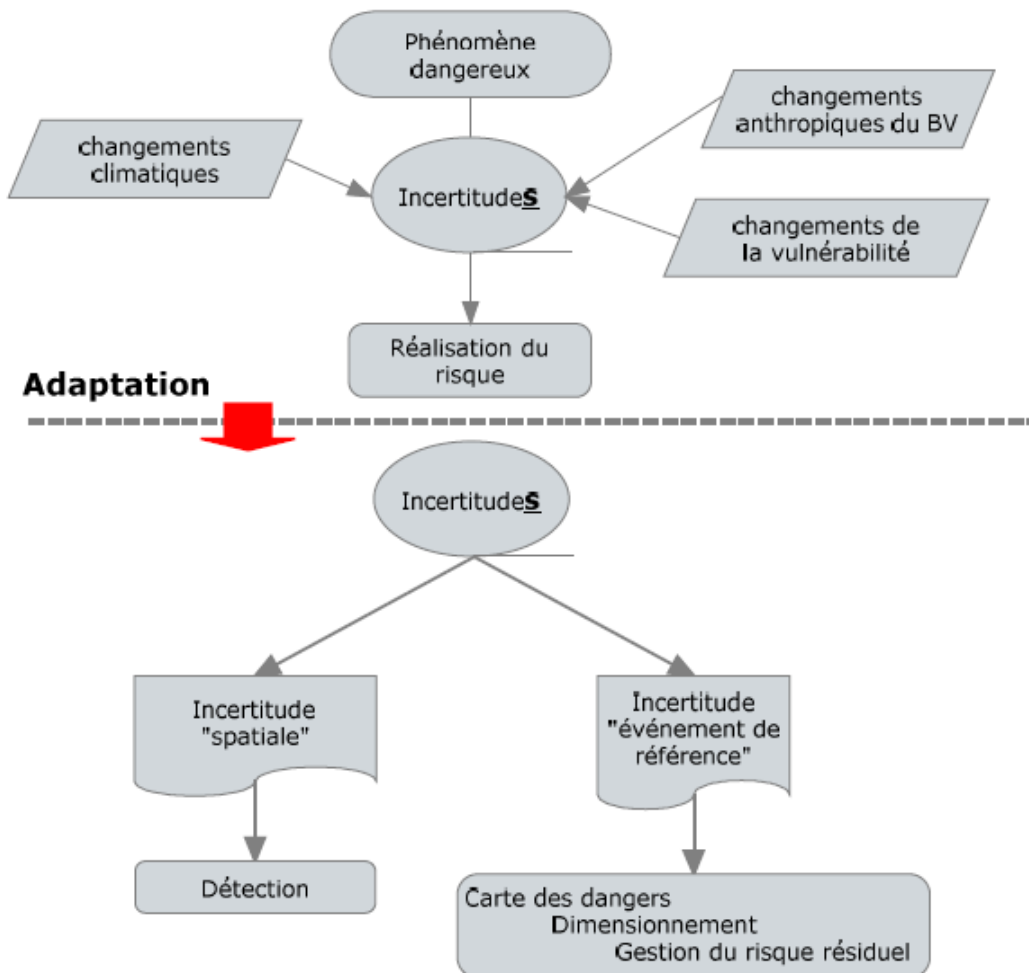 Phénomène
dangereux
changements
anthropiques du BV
changements
climatiques
IncertitudeS
changements de
la vulnérabilité
Réalisation du
risque
Adaptation
IncertitudeS
Incertitude
"spatiale"
Incertitude
"événement de
référence"
Détection
Carte des dangers
Dimensionnement
Gestion du risque résiduel